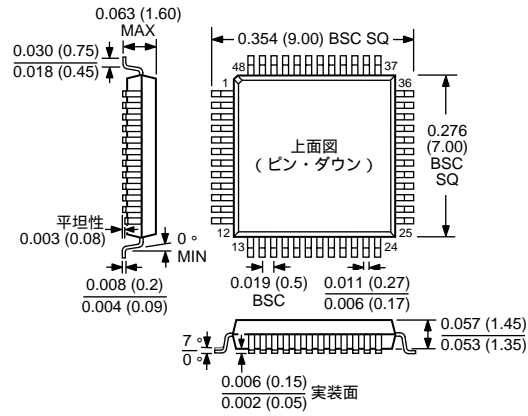 0.063 (1.60)
MAX
0.030 (0.75)
0.018 (0.45)
0.354 (9.00) BSC SQ
48
37
1
36
上面図
( ピン・ダウン )
0.276
(7.00)
BSC
SQ
平坦性
0.003 (0.08)
0 °
MIN
12
25
13
24
0.008 (0.2)
0.004 (0.09)
0.019 (0.5)
BSC
0.011 (0.27)
0.006 (0.17)
0.057 (1.45)
0.053 (1.35)
7 °
0 °
0.006 (0.15)
0.002 (0.05)
実装面